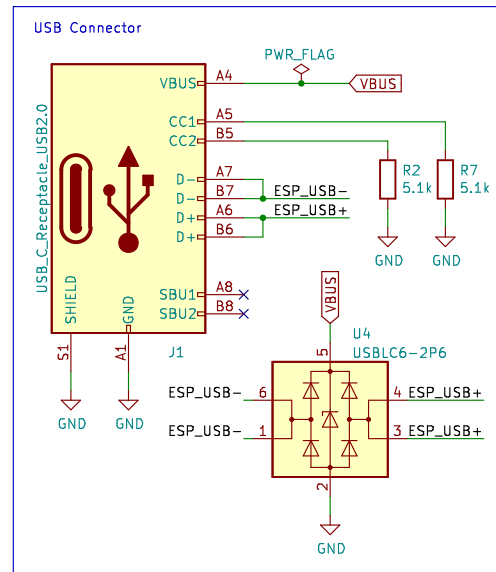 USB Connector
PWR_FLAG
VBUS A4 VBUS
CC1 A5
CC2 B5
R2 5.1k
R7 5.1k
D- A7
D- B7 ESP_USB-
D+ A6 ESP_USB+
D+ B6
USB_C_Receptacle_USB2.0
GND GND
SBU1 A8
SBU2 B8
SHIELD GND
S1 A1 J1
GND GND
VBUS
U4
USBLC6-2P6
5
ESP_USB- 6 4 ESP_USB+
ESP_USB- 1 3 ESP_USB+
2
GND